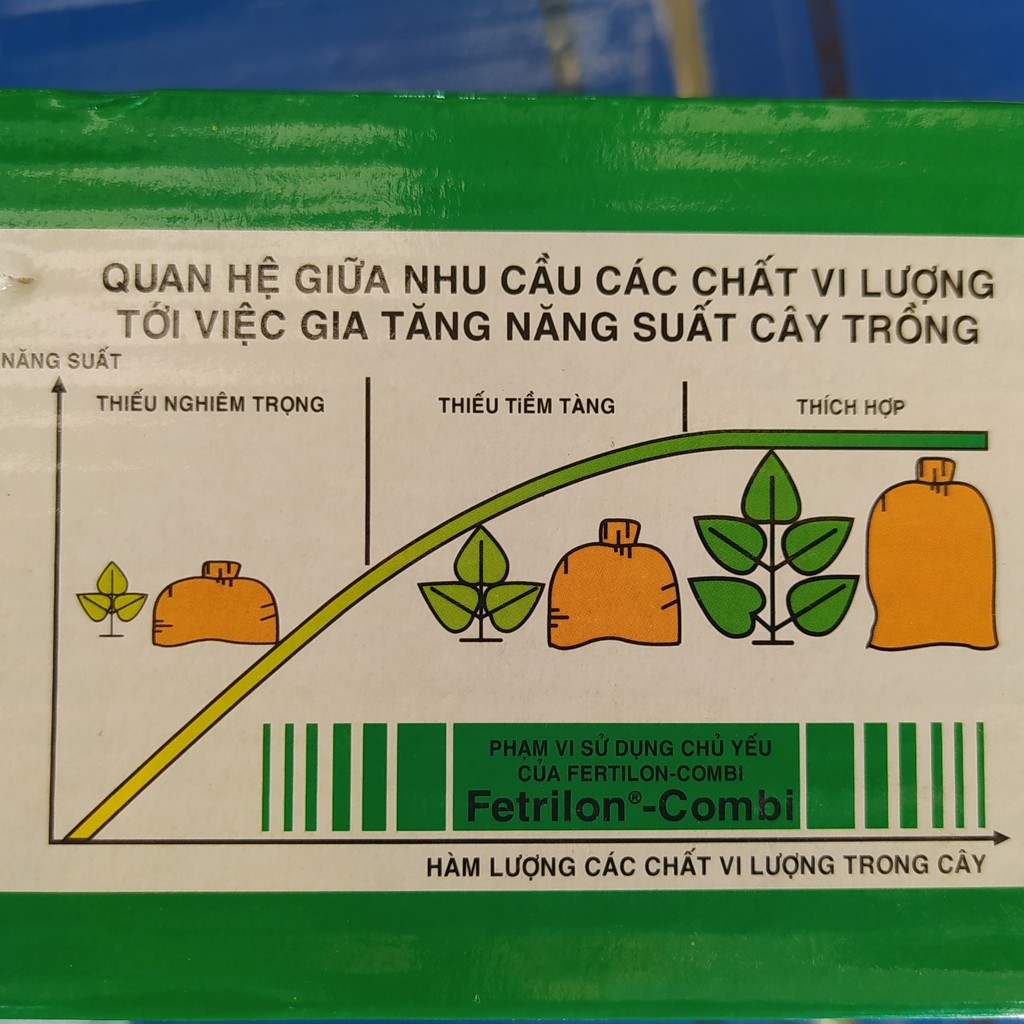 QUAN HỆ GIỮA NHU CẦU CÁC CHẤT VI LƯỢNG
TỚI VIỆC GIA TĂNG NĂNG SUẤT CÂY TRỒNG
NĂNG SUẤT
THIẾU NGHIÊM TRỌNG
THIẾU TiỀM TÀNG
THÍCH HỢP
PHẠM VI SỬ DỤNG CHỦ YẾU
CỦA FERTILON-COMBI
Fetrilon®-Combi
HÀM LƯỢNG CÁC CHẤT VI LƯỢNG TRONG CÂY